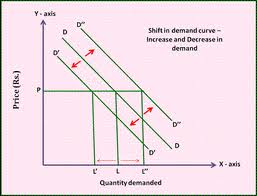 Y - axis
D''
D
D'
Shift in demand curve –
Increase and Decrease in
demand
Price (Rs.)
P
D''
D
D'
X - axis
L'
L
L''
Quantity demanded